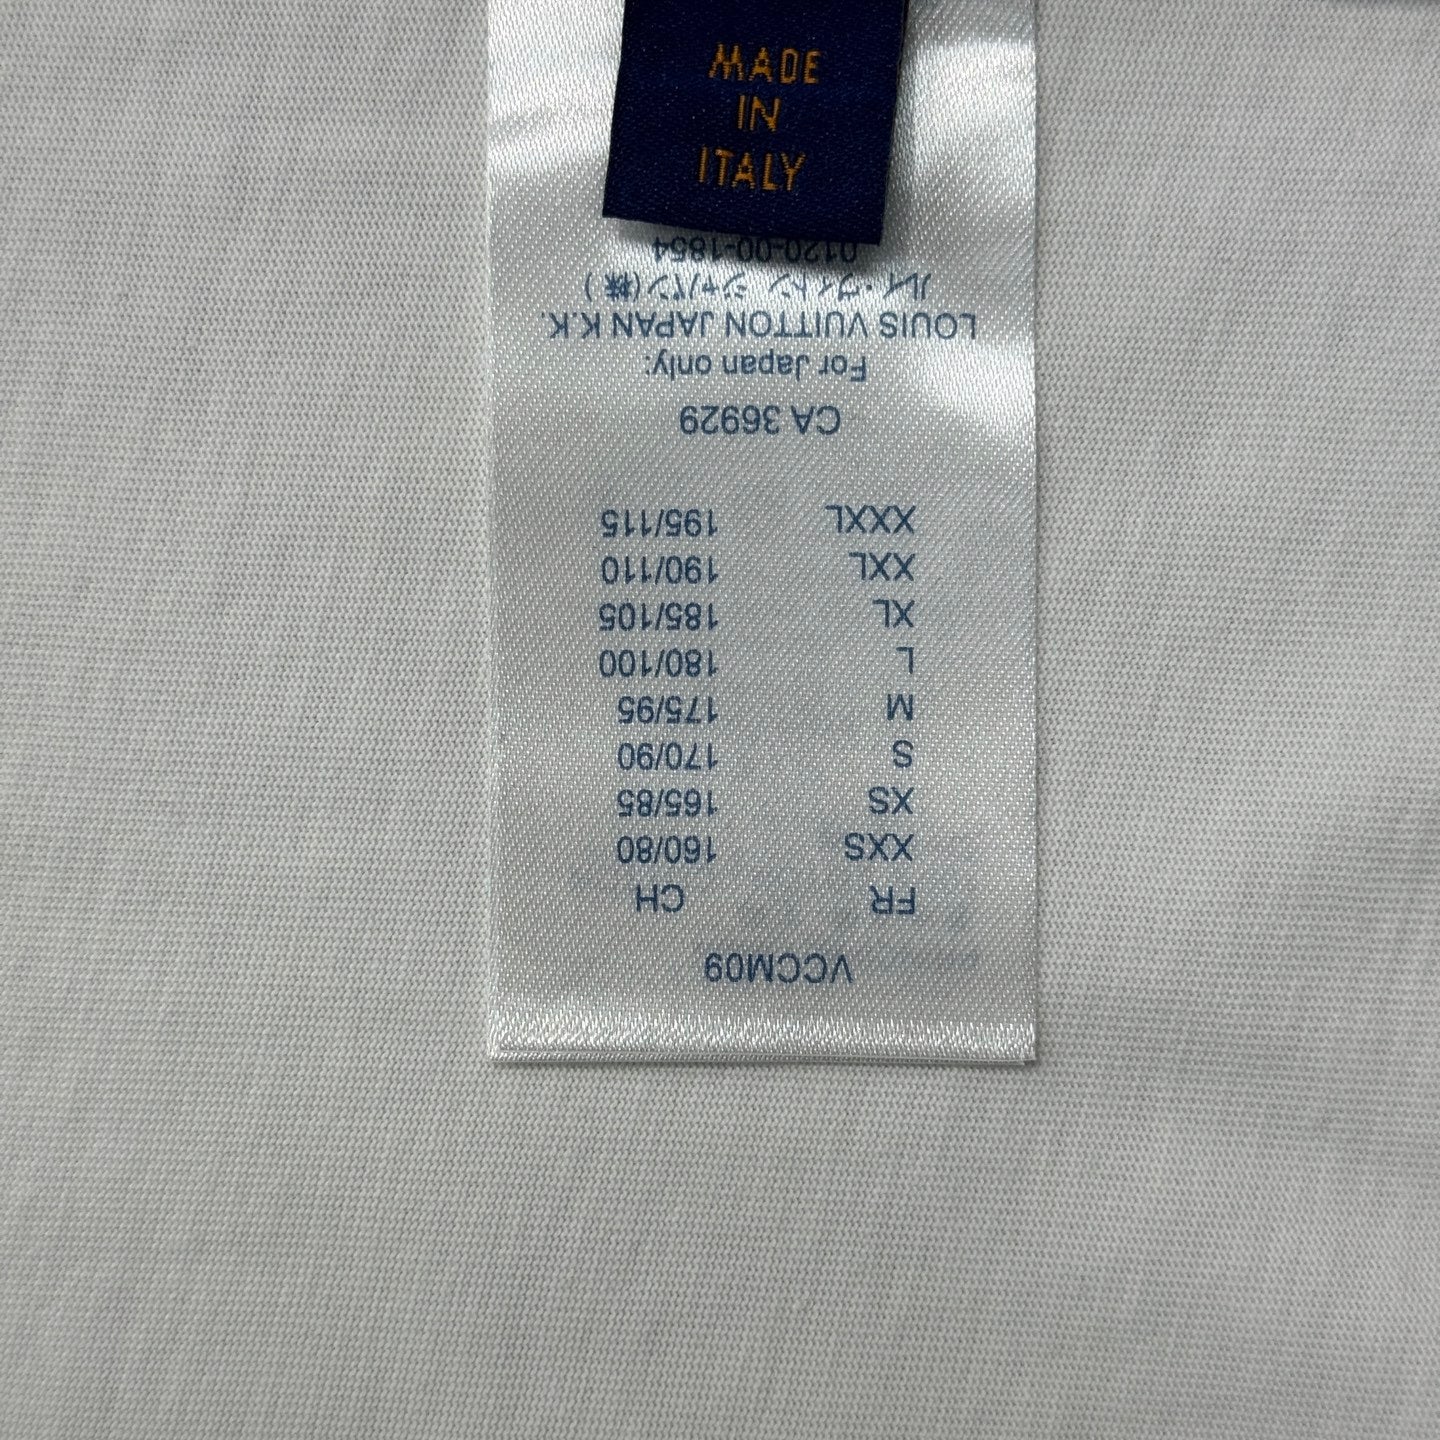 MADE
IN
ITALY
VCCM09
FR CH
XXS 160/80
XS 165/85
S 170/90
M 175/95
L 180/100
XL 185/105
XXL 190/110
XXXL 195/115
CA 36929
For Japan only:
LOUIS VUITTON JAPAN K.K.
ルイ・ヴィトン ジャパン(株)
0120-00-1854